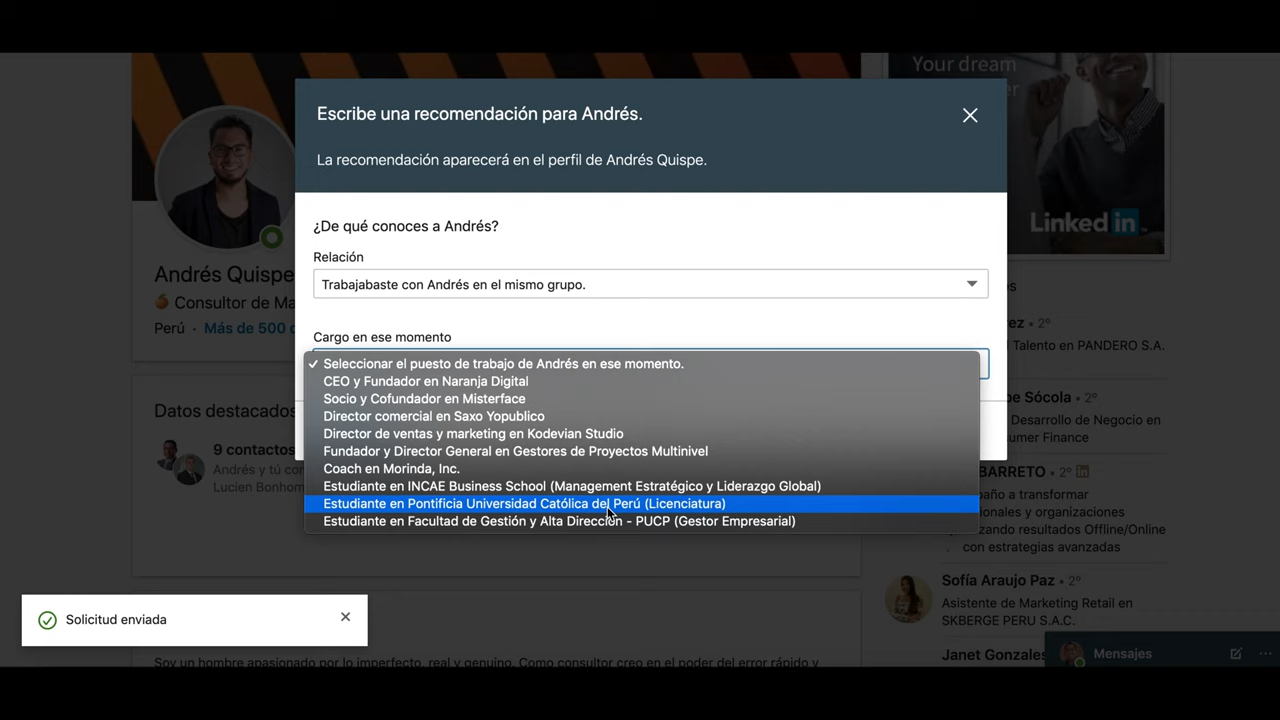 Your dream
Escribe una recomendación para Andrés.
La recomendación aparecerá en el perfil de Andrés Quispe.
Linked in
¿De qué conoces a Andrés?
Relación
Trabajabaste con Andrés en el mismo grupo.
Andrés Quispe
Consultor de
Perú · Más de 500
Cargo en ese momento
✓ Seleccionar el puesto de trabajo de Andrés en ese momento.
CEO y Fundador en Naranja Digital
Socio y Cofundador en Misterface
Director comercial en Saxo Yopublico
Director de ventas y marketing en Kodevian Studio
Fundador y Director General en Gestores de Proyectos Multinivel
Coach en Morinda, Inc.
Estudiante en INCAE Business School (Management Estratégico y Liderazgo Global)
Estudiante en Pontificia Universidad Católica del Perú (Licenciatura)
Estudiante en Facultad de Gestión y Alta Dirección - PUCP (Gestor Empresarial)
Datos destacados
9 contactos
Andrés y tú
Lucien
• 2º
Talento en PANDERO S.A.
Sócola • 2º
Desarrollo de Negocio en
Finance
BARRETO • 2º in
a transformar
y organizaciones
resultados Offline/Online
con estrategias avanzadas
Sofía Araujo Paz • 2º
Asistente de Marketing Retail en
SKBERGE PERU S.A.C.
Janet Gonzales
Mensajes
Solicitud enviada
Soy un hombre apasionado por lo imperfecto, real y genuino. Como consultor creo en el poder del error rápido y